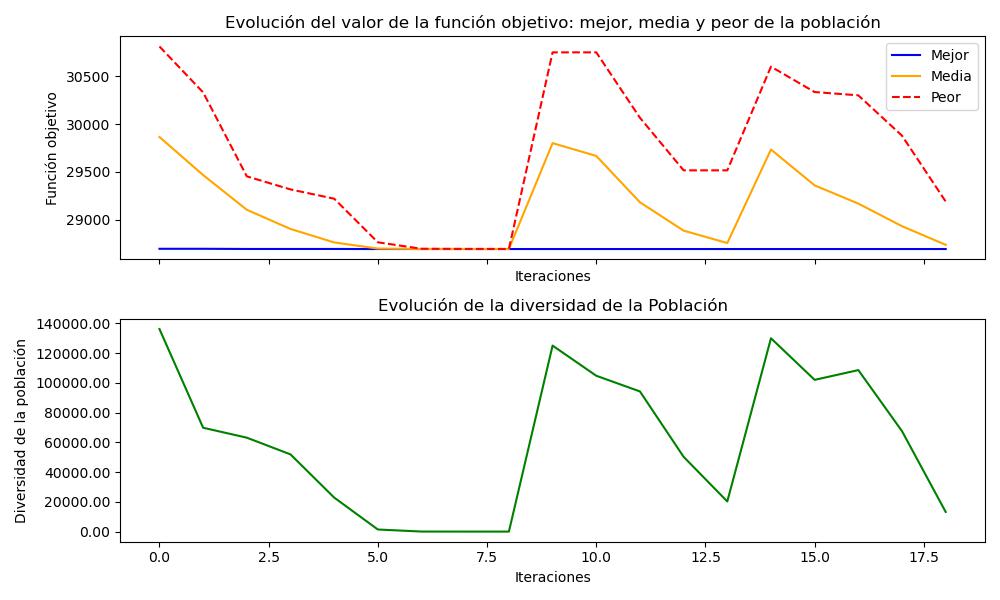 Evolución del valor de la función objetivo: mejor, media y peor de la población
Función objetivo
30500
30000
29500
29000
Mejor
Media
Peor
Iteraciones
Evolución de la diversidad de la Población
Diversidad de la población
140000.00
120000.00
100000.00
80000.00
60000.00
40000.00
20000.00
0.00
0.0 2.5 5.0 7.5 10.0 12.5 15.0 17.5
Iteraciones